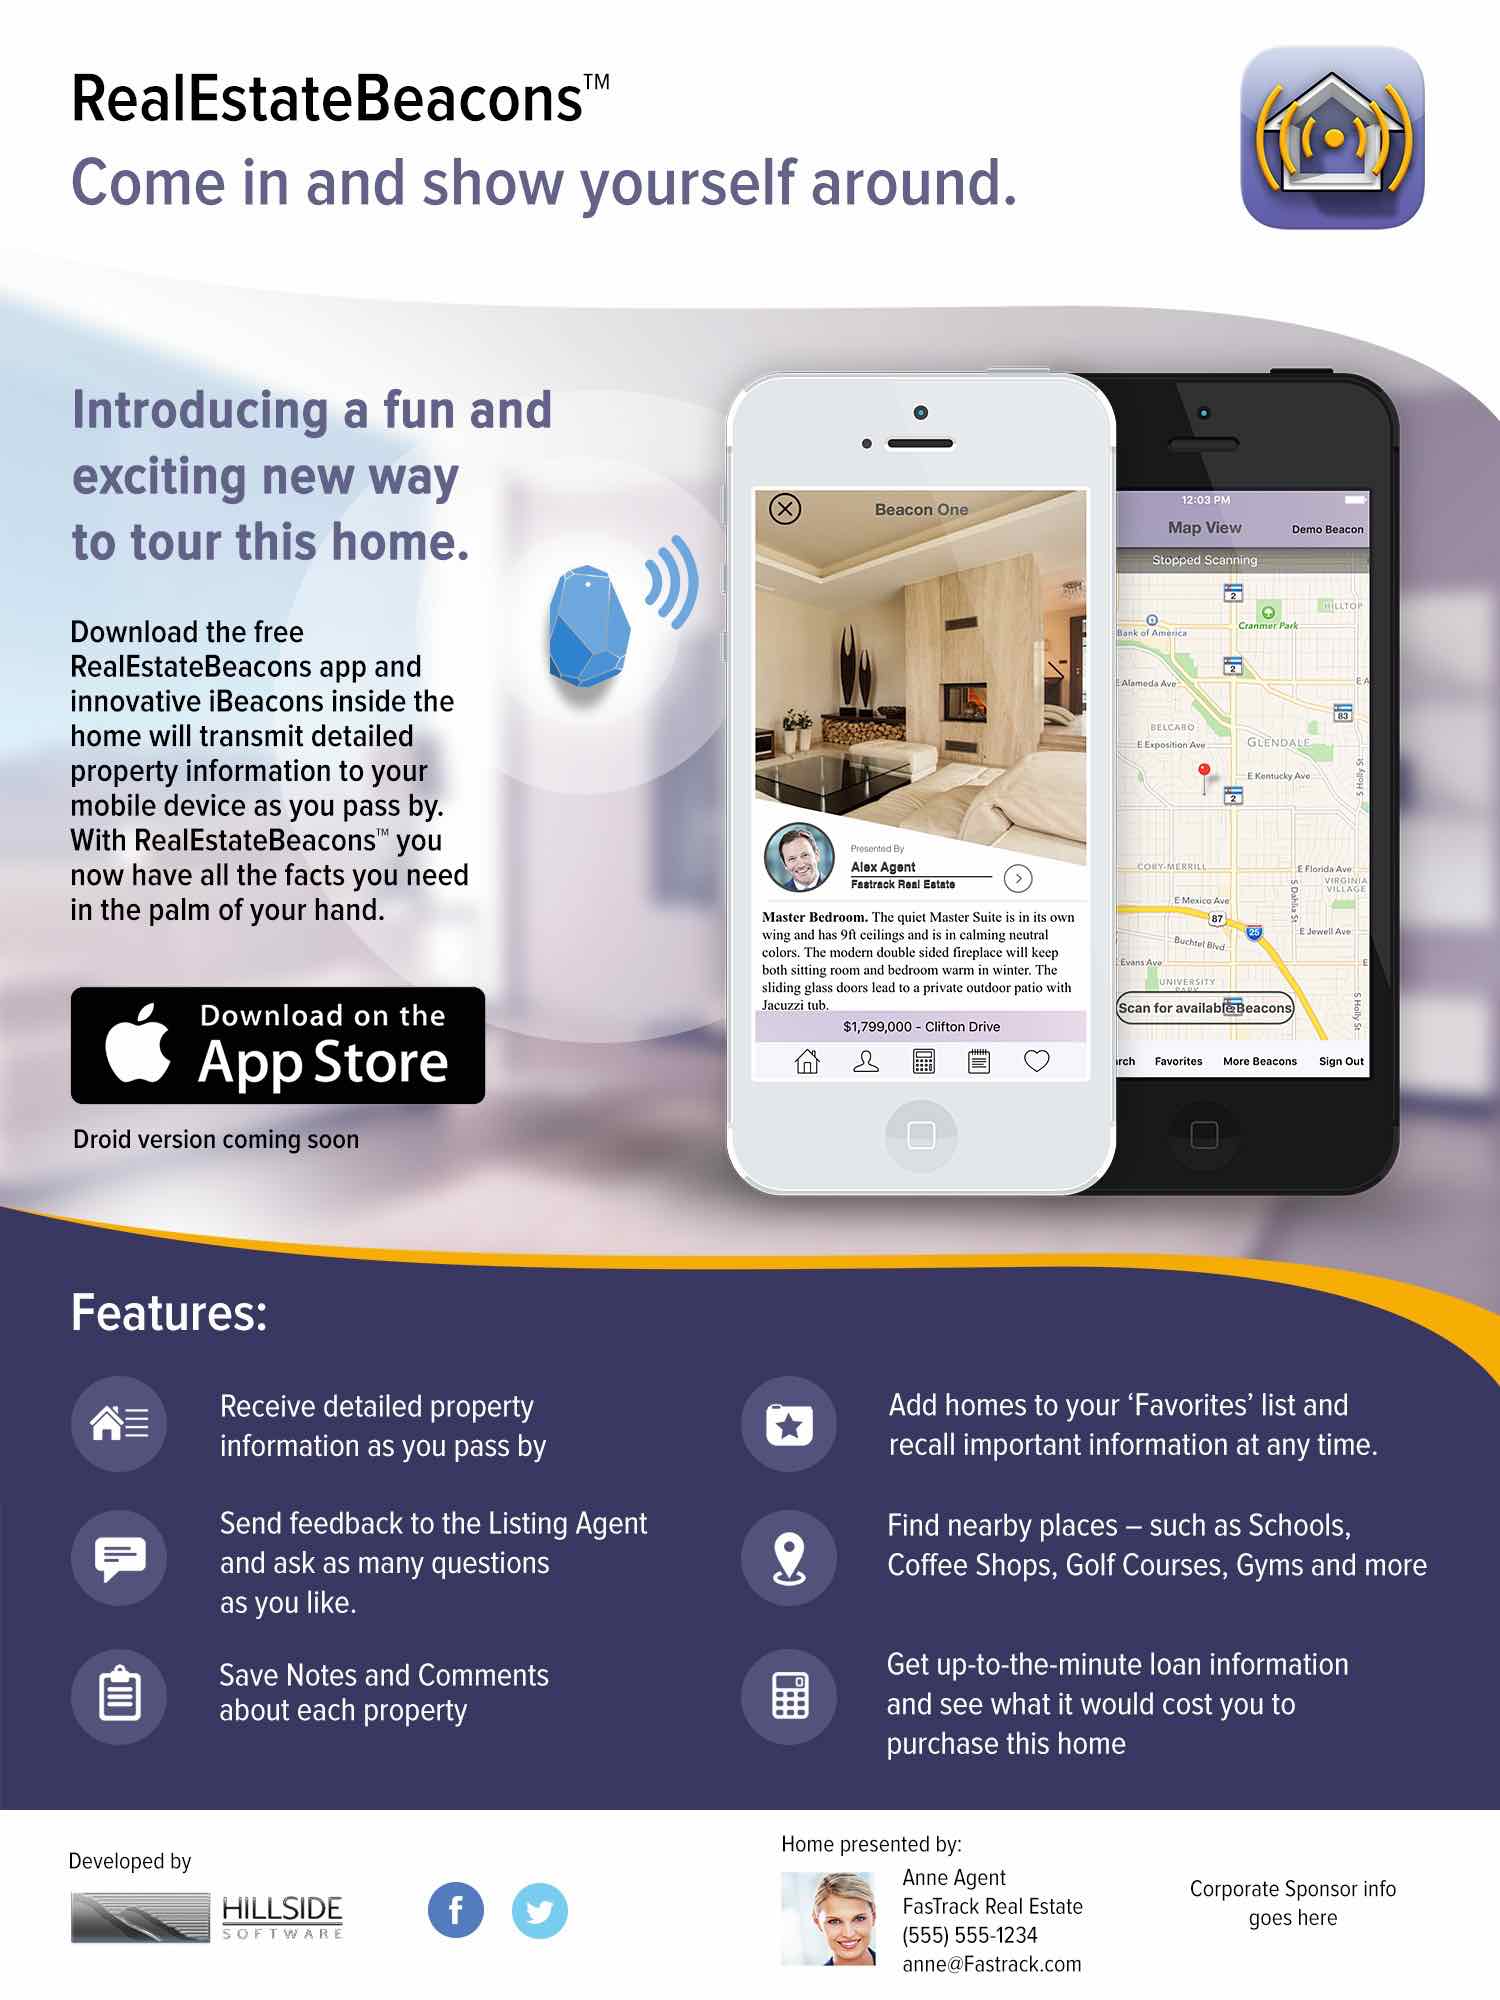 RealEstateBeacons™
Come in and show yourself around.
Introducing a fun and
exciting new way
to tour this home.
Download the free
RealEstateBeacons app and
innovative iBeacons inside the
home will transmit detailed
property information to your
mobile device as you pass by.
With RealEstateBeacons™ you
now have all the facts you need
in the palm of your hand.
Download on the
App Store
Droid version coming soon
Beacon One
Presented By
Alex Agent
Fastrack Real Estate
Master Bedroom. The quiet Master Suite is in its own
wing and has 9ft ceilings and is in calming neutral
colors. The modern double sided fireplace will keep
both sitting room and bedroom warm in winter. The
sliding glass doors lead to a private outdoor patio with
Jacuzzi tub.
$1,799,000 - Clifton Drive
12:03 PM
Map View
Demo Beacon
Stopped Scanning
2
HILLTOP
Cranmer Park
Bank of America
2
E Alameda Ave
E A
83
BELCARO
E Exposition Ave
GLENDALE
E Kentucky Ave
S Holly St
2
CORY-MERRILL
E Florida Ave
VIRGINIA
VILLAGE
S Dahlia St
E Mexico Ave
87
25
E Jewell Ave
Buchtel Blvd
Evans Ave
E
UNIVERSITY
PARK
S Holly St
Scan for available Beacons
rch
Favorites
More Beacons
Sign Out
Features:
Receive detailed property
information as you pass by
Send feedback to the Listing Agent
and ask as many questions
as you like.
Save Notes and Comments
about each property
Add homes to your ‘Favorites’ list and
recall important information at any time.
Find nearby places – such as Schools,
Coffee Shops, Golf Courses, Gyms and more
Get up-to-the-minute loan information
and see what it would cost you to
purchase this home
Developed by
HILLSIDE
SOFTWARE
f
Home presented by:
Anne Agent
FasTrack Real Estate
(555) 555-1234
anne@Fastrack.com
Corporate Sponsor info
goes here